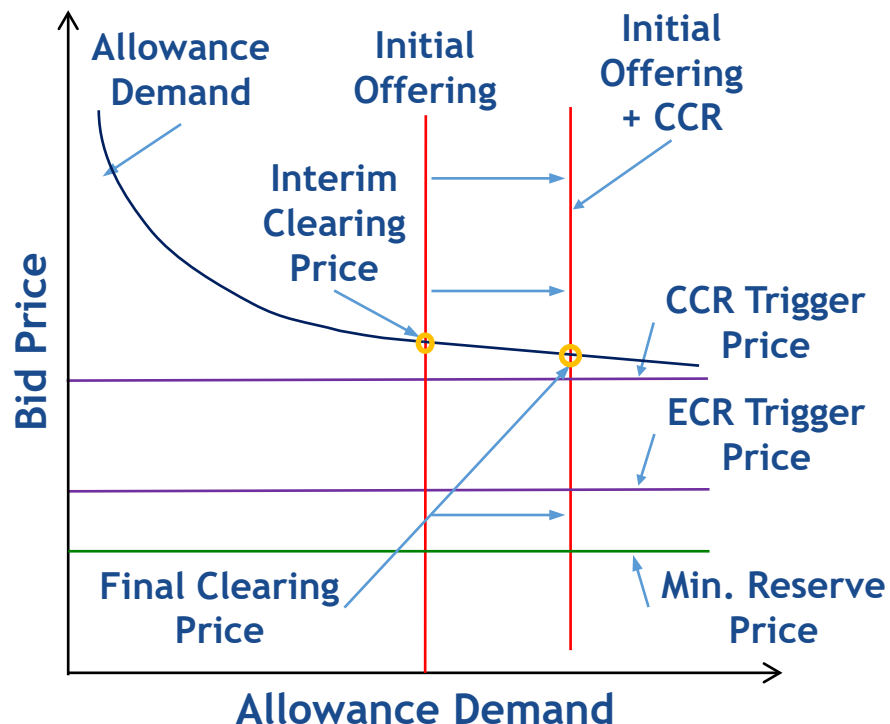 Allowance
Demand
Initial
Offering
Initial
Offering
+ CCR
Interim
Clearing
Price
CCR Trigger
Price
ECR Trigger
Price
Final Clearing
Price
Min. Reserve
Price
Bid Price
Allowance Demand